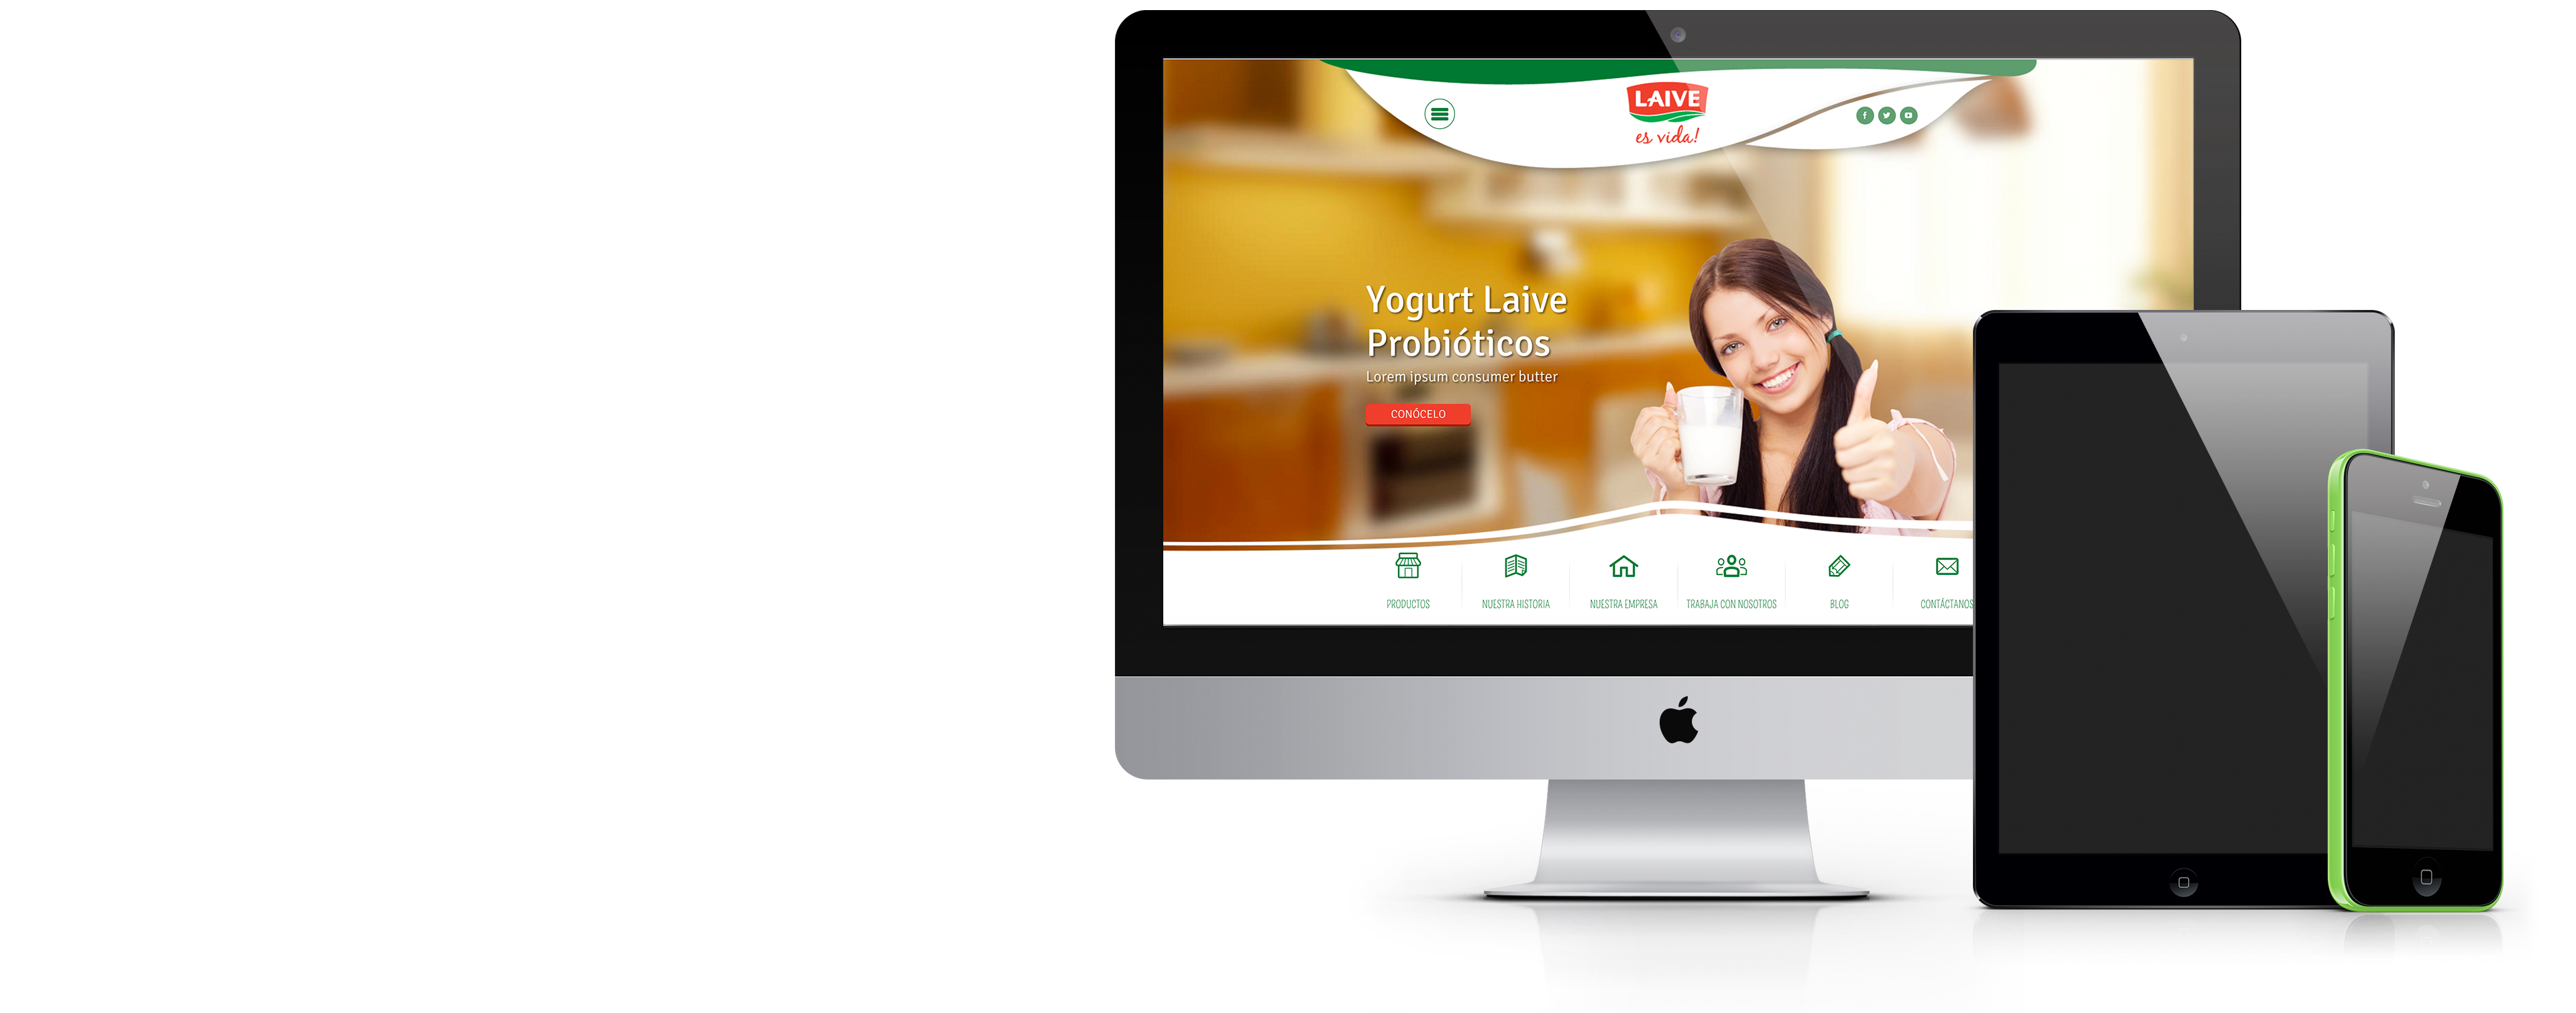 LAIVE
es vida!
Yogurt Laive
Probióticos
Lorem ipsum consumer butter
CONÓCELO
PRODUCTOS
NUESTRA HISTORIA
NUESTRA EMPRESA
TRABAJA CON NOSOTROS
BLOG
CONTÁCTANOS